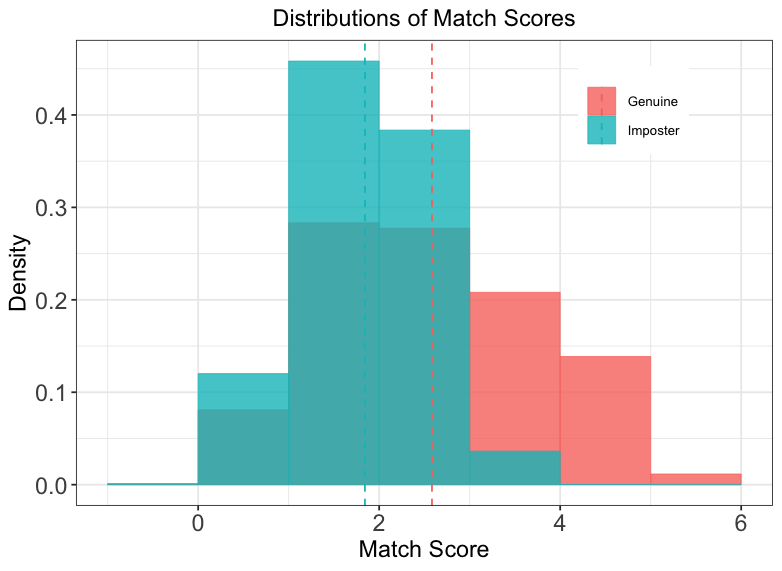 Distributions of Match Scores
Genuine
Imposter
Density
0.4
0.3
0.2
0.1
0.0
0 2 4 6
Match Score